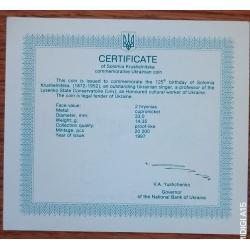 CERTIFICATE
of Solomia Krushelnitsa
commemorative Ukrainian coin
This coin is issued to commemorate the 125th birthday of Solomia
Krushelnitsa, (1872-1952), an outstanding Ukrainian singer, a professor of the
Lysenko State Conservatoire (Lviv), an Honoured cultural worker of Ukraine.
The coin is legal tender of Ukraine.
Face value: 2 hryvnias
Metal: cupronickel
Diameter, mm: 33,0
Weight, g: 14,35
Collection quality: proof-like
Mintage, pcs 20 000
Year of issue: 1997
V.A. Yushchenko
Governor
of the National Bank of Ukraine